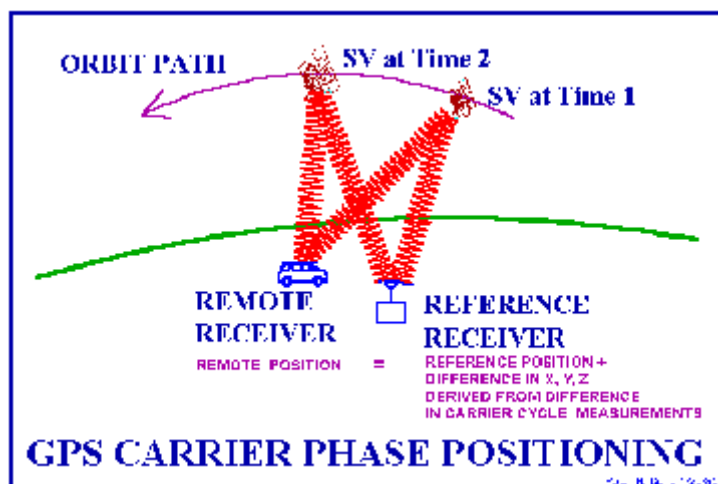 SV at Time 2
ORBIT PATH
SV at Time 1
REMOTE
RECEIVER
REFERENCE
RECEIVER
REMOTE POSITION = REFERENCE POSITION +
DIFFERENCE IN X, Y, Z
DERIVED FROM DIFFERENCE
IN CARRIER CYCLE MEASUREMENTS
GPS CARRIER PHASE POSITIONING